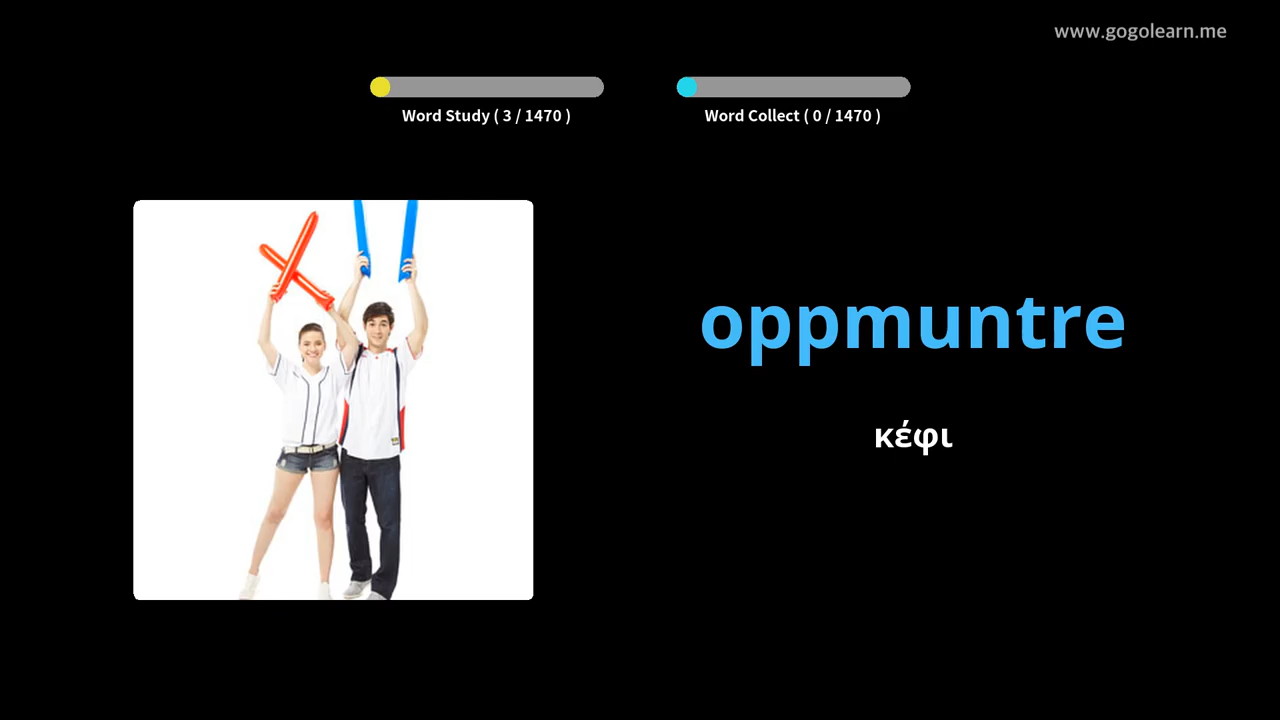 www.gogolearn.me
Word Study ( 3 / 1470 )
Word Collect ( 0 / 1470 )
oppmuntre
κέφι